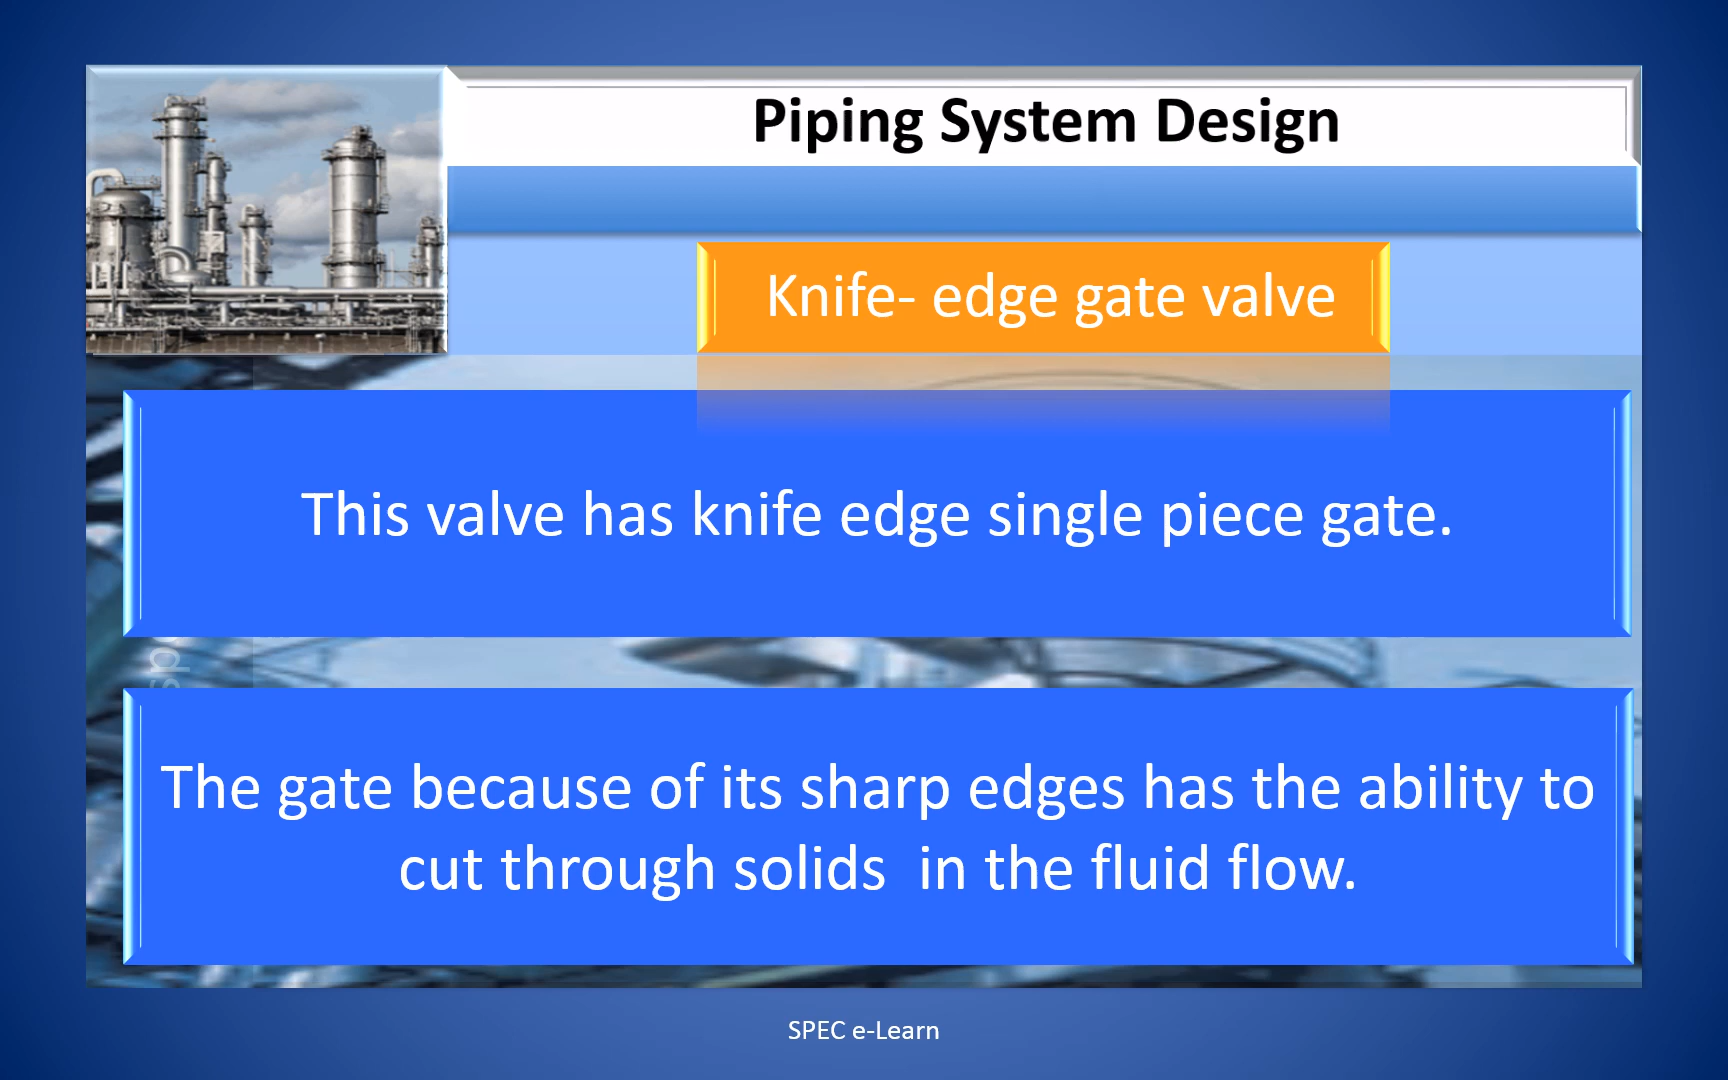 Piping System Design
Knife- edge gate valve
This valve has knife edge single piece gate.
The gate because of its sharp edges has the ability to
cut through solids  in the fluid flow.
SPEC e-Learn